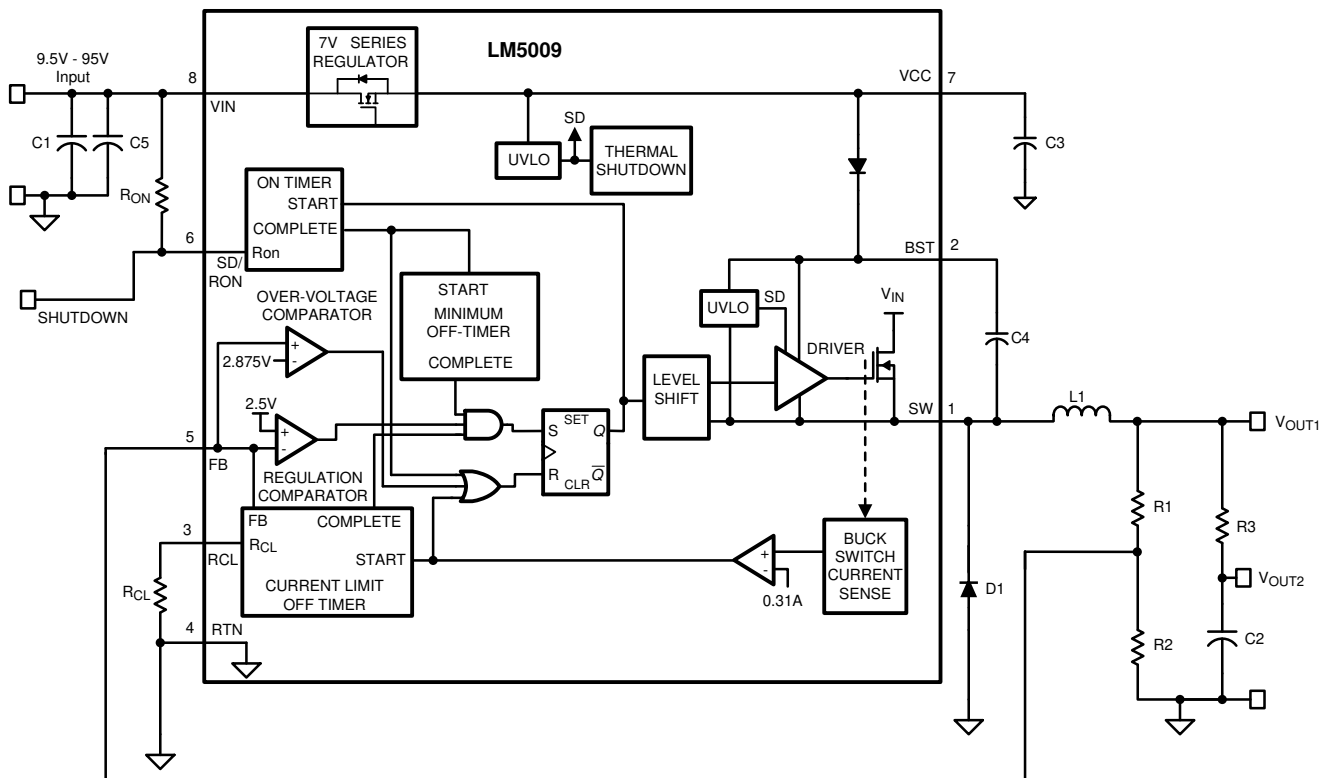 LM5009
7V SERIES
REGULATOR
9.5V - 95V
Input
8
VIN
VCC
7
C1
C5
C3
SD
UVLO
THERMAL
SHUTDOWN
RON
ON TIMER
START
COMPLETE
Ron
6
SD/
RON
SHUTDOWN
BST
2
START
MINIMUM
OFF-TIMER
COMPLETE
OVER-VOLTAGE
COMPARATOR
+
-
2.875V
UVLO
SD
VIN
DRIVER
C4
LEVEL
SHIFT
2.5V
+
-
SET
S
Q
R
CLR
Q
SW
1
L1
VOUT1
5
FB
REGULATION
COMPARATOR
FB
COMPLETE
RCL
START
CURRENT LIMIT
OFF TIMER
3
RCL
RCL
4
RTN
+
-
0.31A
BUCK
SWITCH
CURRENT
SENSE
D1
R1
R3
VOUT2
R2
C2